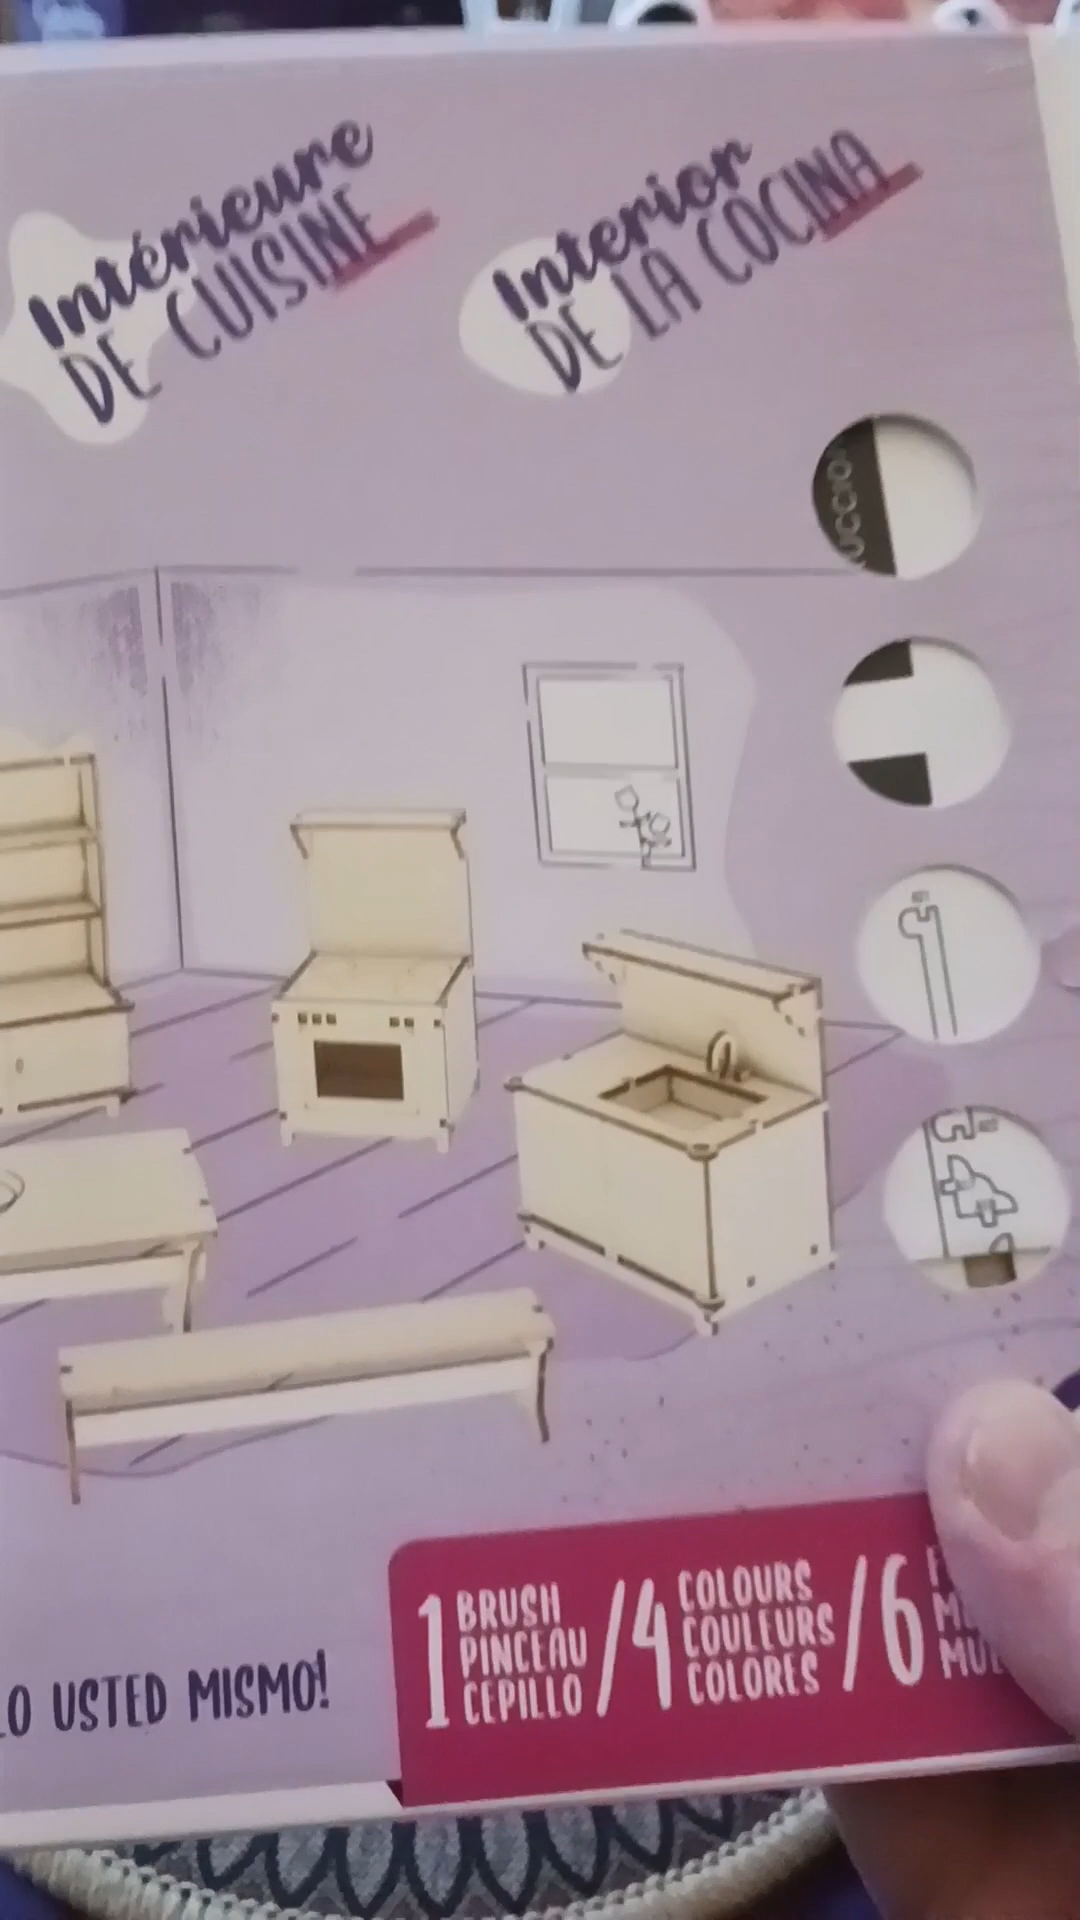 Intérieure
DE CUISINE
Interior
DE LA COCINA
LO USTED MISMO!
1 BRUSH
PINCEAU
CEPILLO
/4 COLOURS
COULEURS
COLORES
/6